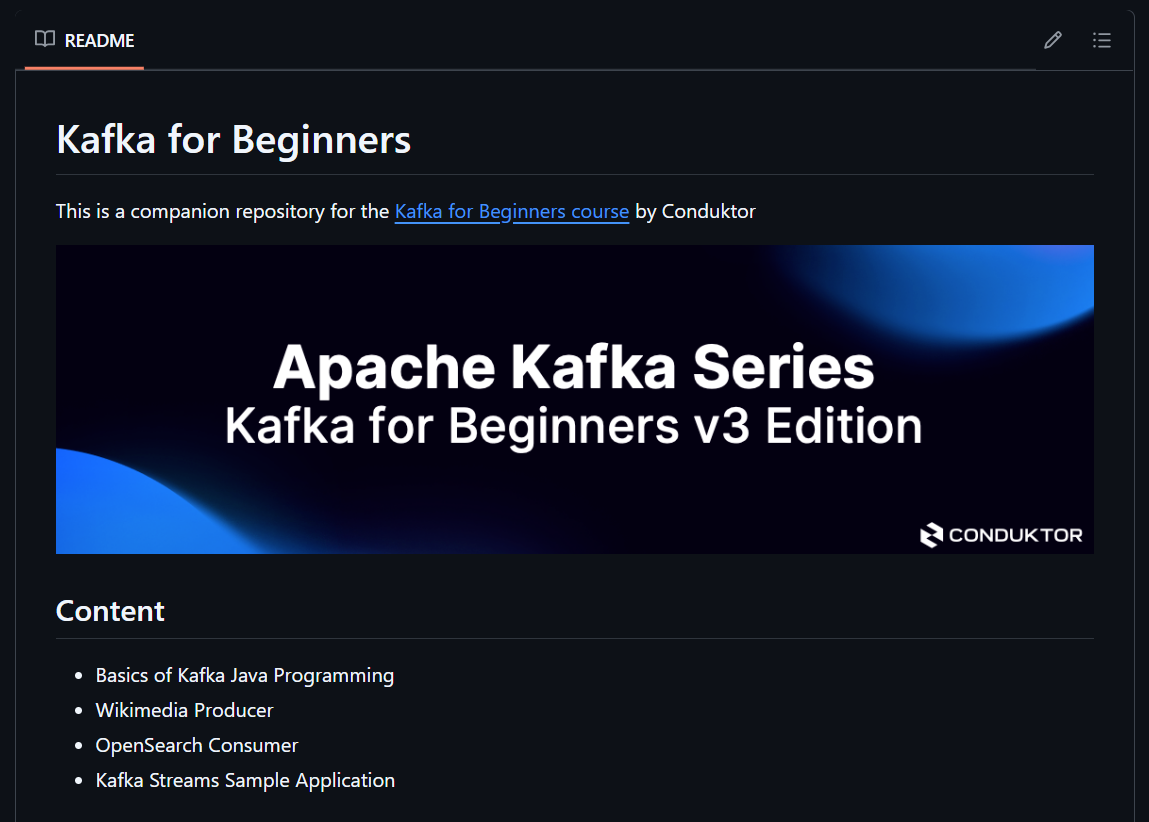 README
Kafka for Beginners
This is a companion repository for the Kafka for Beginners course by Conduktor
Apache Kafka Series
Kafka for Beginners v3 Edition
CONDUKTOR
Content
Basics of Kafka Java Programming
Wikimedia Producer
OpenSearch Consumer
Kafka Streams Sample Application